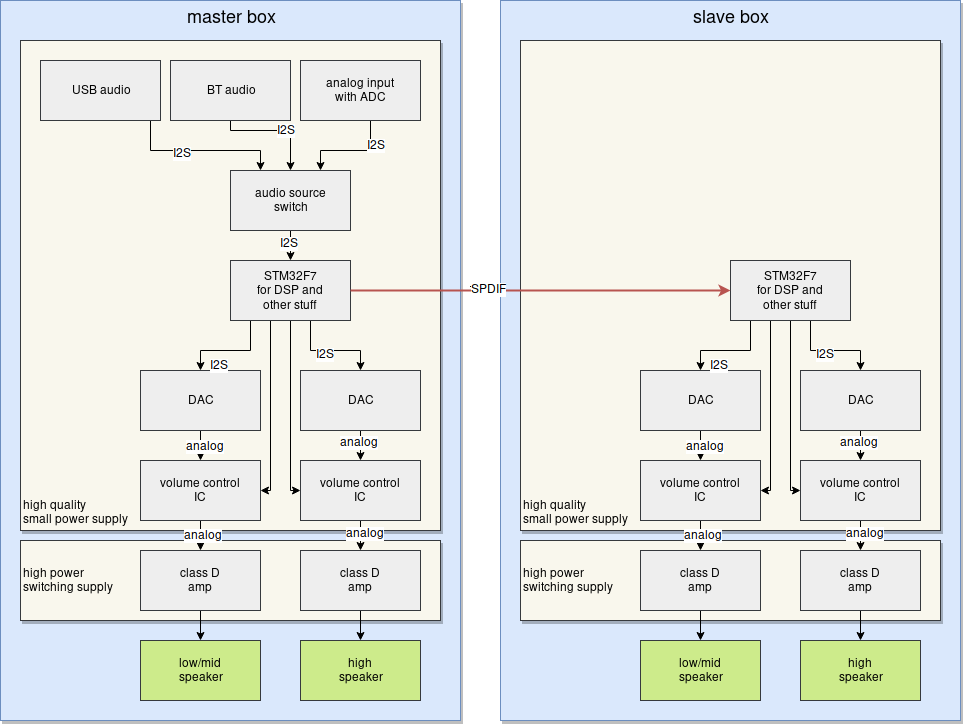 master box
slave box
USB audio
BT audio
analog input
with ADC
I2S
I2S
I2S
audio source
switch
I2S
STM32F7
for DSP and
other stuff
SPDIF
STM32F7
for DSP and
other stuff
I2S
I2S
I2S
I2S
DAC
DAC
DAC
DAC
analog
analog
analog
analog
volume control
IC
volume control
IC
volume control
IC
volume control
IC
high quality
small power supply
high quality
small power supply
analog
analog
analog
analog
high power
switching supply
class D
amp
class D
amp
high power
switching supply
class D
amp
class D
amp
low/mid
speaker
high
speaker
low/mid
speaker
high
speaker